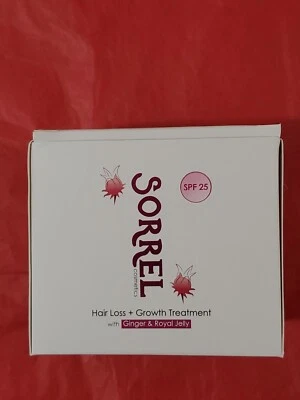 SPF 25
SORREL
cosmetics
Hair Loss + Growth Treatment
with Ginger & Royal Jelly